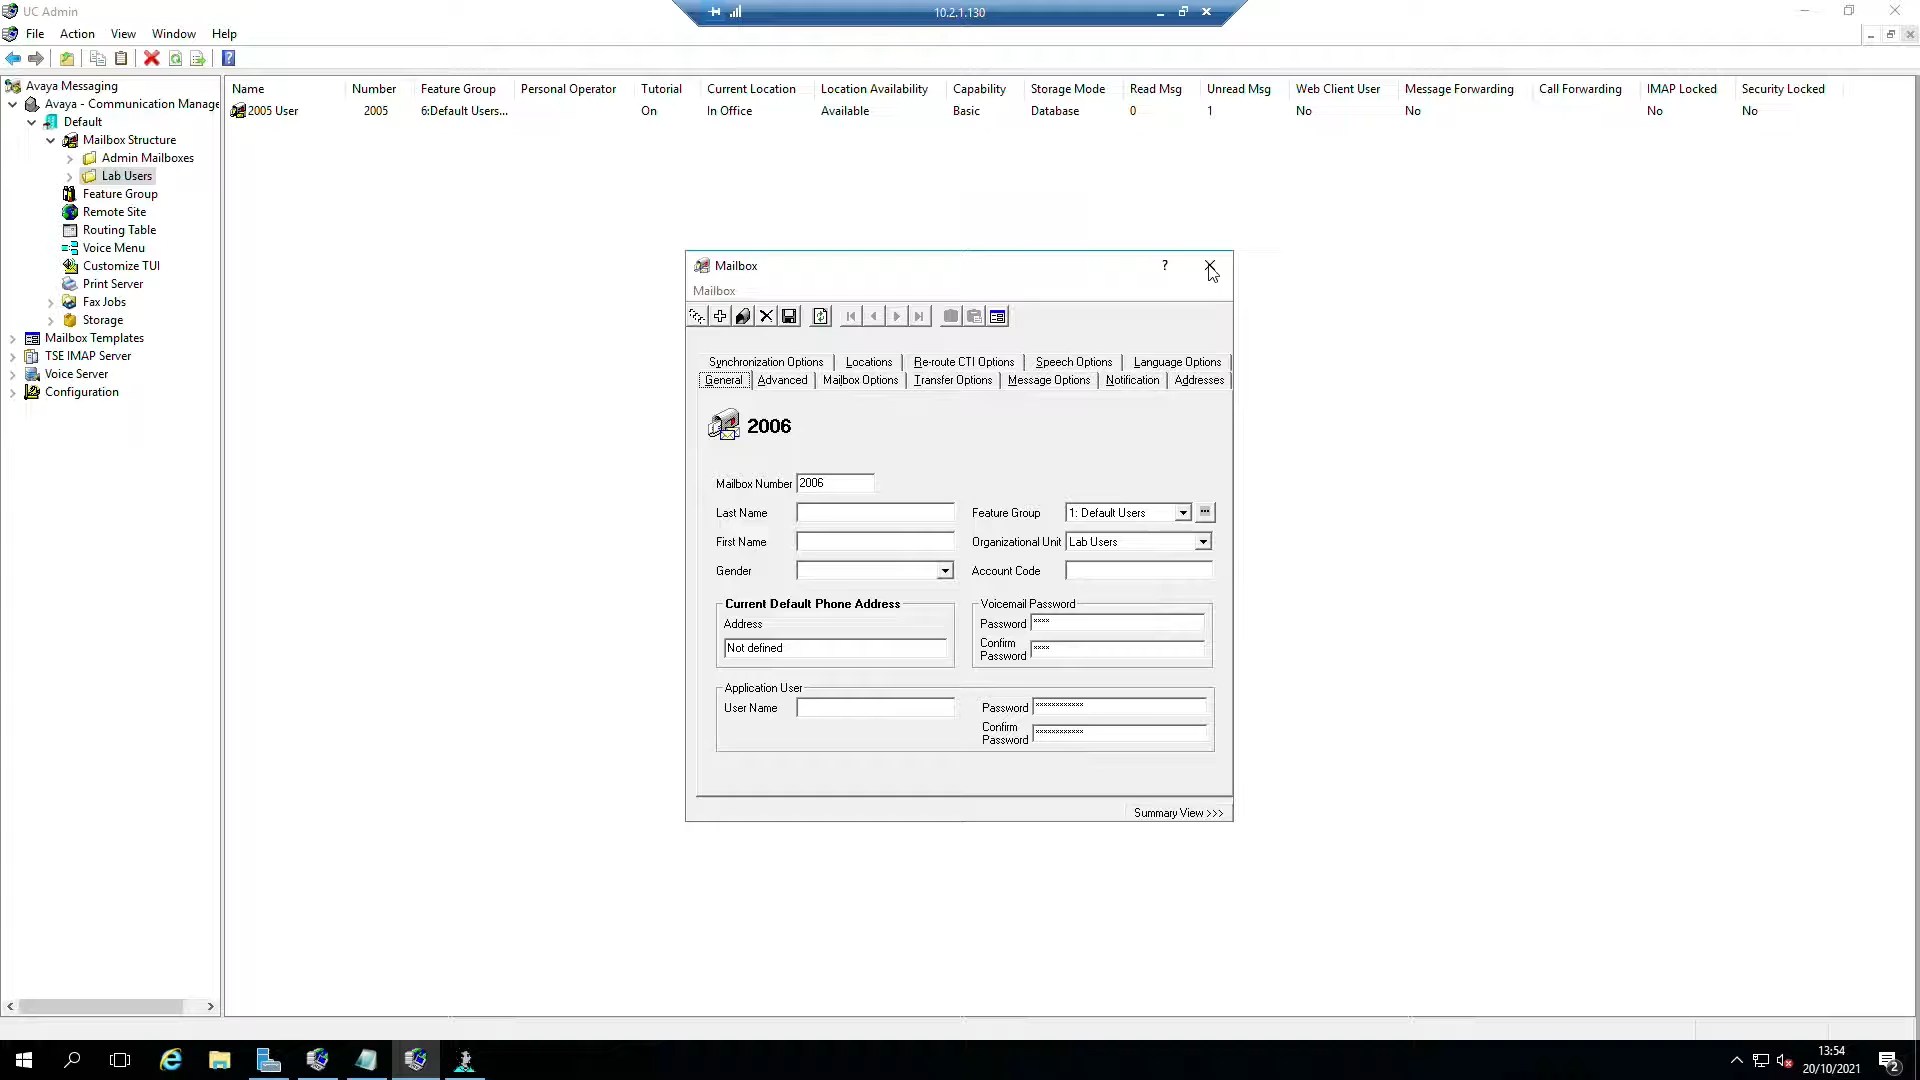 UC Admin
10.2.1.130
File Action View Window Help
Avaya Messaging
Avaya - Communication Manage
Default
Mailbox Structure
Admin Mailboxes
Lab Users
Feature Group
Remote Site
Routing Table
Voice Menu
Customize TUI
Print Server
Fax Jobs
Storage
Mailbox Templates
TSE IMAP Server
Voice Server
Configuration
Name Number Feature Group Personal Operator Tutorial Current Location Location Availability Capability Storage Mode Read Msg Unread Msg Web Client User Message Forwarding Call Forwarding IMAP Locked Security Locked
2005 User 2005 6:Default Users... On In Office Available Basic Database 0 1 No No No No
Mailbox
Mailbox
Synchronization Options Locations Re-route CTI Options Speech Options Language Options
General Advanced Mailbox Options Transfer Options Message Options Notification Addresses
2006
Mailbox Number 2006
Last Name Feature Group 1: Default Users
First Name Organizational Unit Lab Users
Gender Account Code
Current Default Phone Address
Address
Not defined
Voicemail Password
Password ****
Confirm Password ****
Application User
User Name Password ************
Confirm Password ************
Summary View >>>
13:54
20/10/2021
2